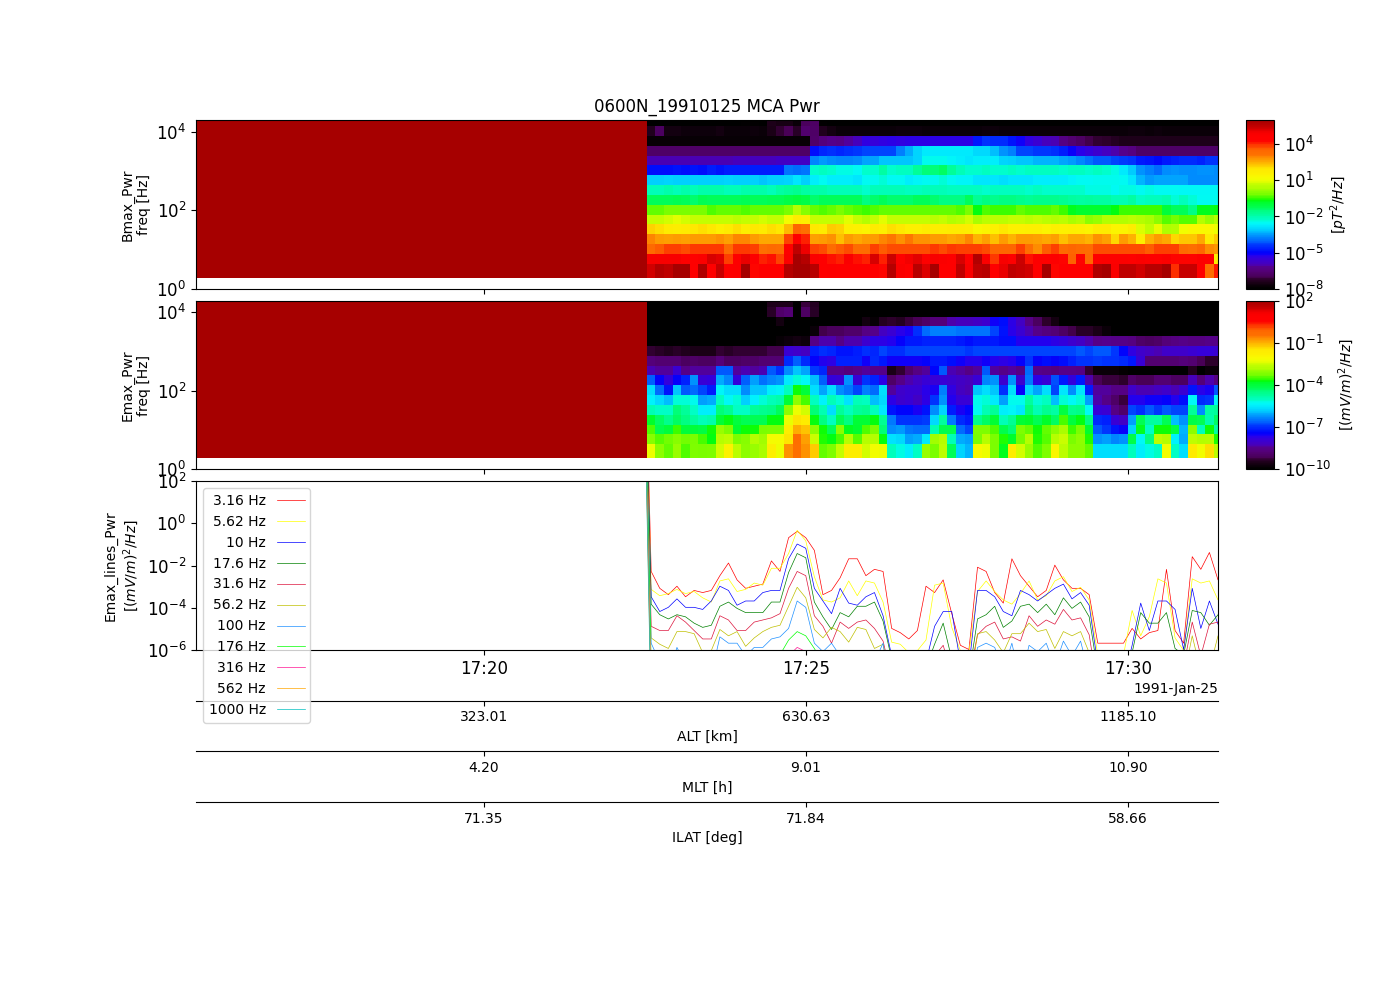 0600N_19910125 MCA Pwr
Bmax_Pwr
freq [Hz]
10^4
10^2
10^0
10^4
10^1
10^-2
10^-5
10^-8
[pT^2/Hz]
Emax_Pwr
freq [Hz]
10^4
10^2
10^0
10^2
10^-1
10^-4
10^-7
10^-10
[(mV/m)^2/Hz]
Emax_lines_Pwr
[(mV/m)^2/Hz]
10^2
10^0
10^-2
10^-4
10^-6
3.16 Hz
5.62 Hz
10 Hz
17.6 Hz
31.6 Hz
56.2 Hz
100 Hz
176 Hz
316 Hz
562 Hz
1000 Hz
17:20 17:25 17:30
1991-Jan-25
323.01 630.63 1185.10
ALT [km]
4.20 9.01 10.90
MLT [h]
71.35 71.84 58.66
ILAT [deg]